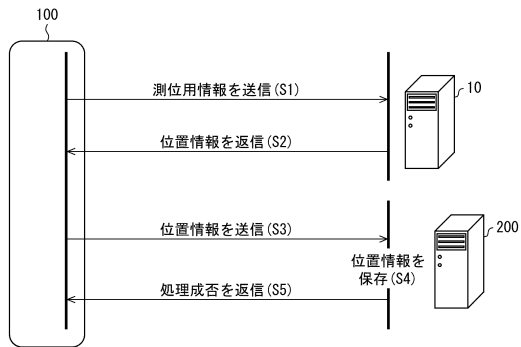 100
測位用情報を送信(S1)
10
位置情報を返信(S2)
位置情報を送信(S3)
200
位置情報を
保存(S4)
処理成否を返信(S5)